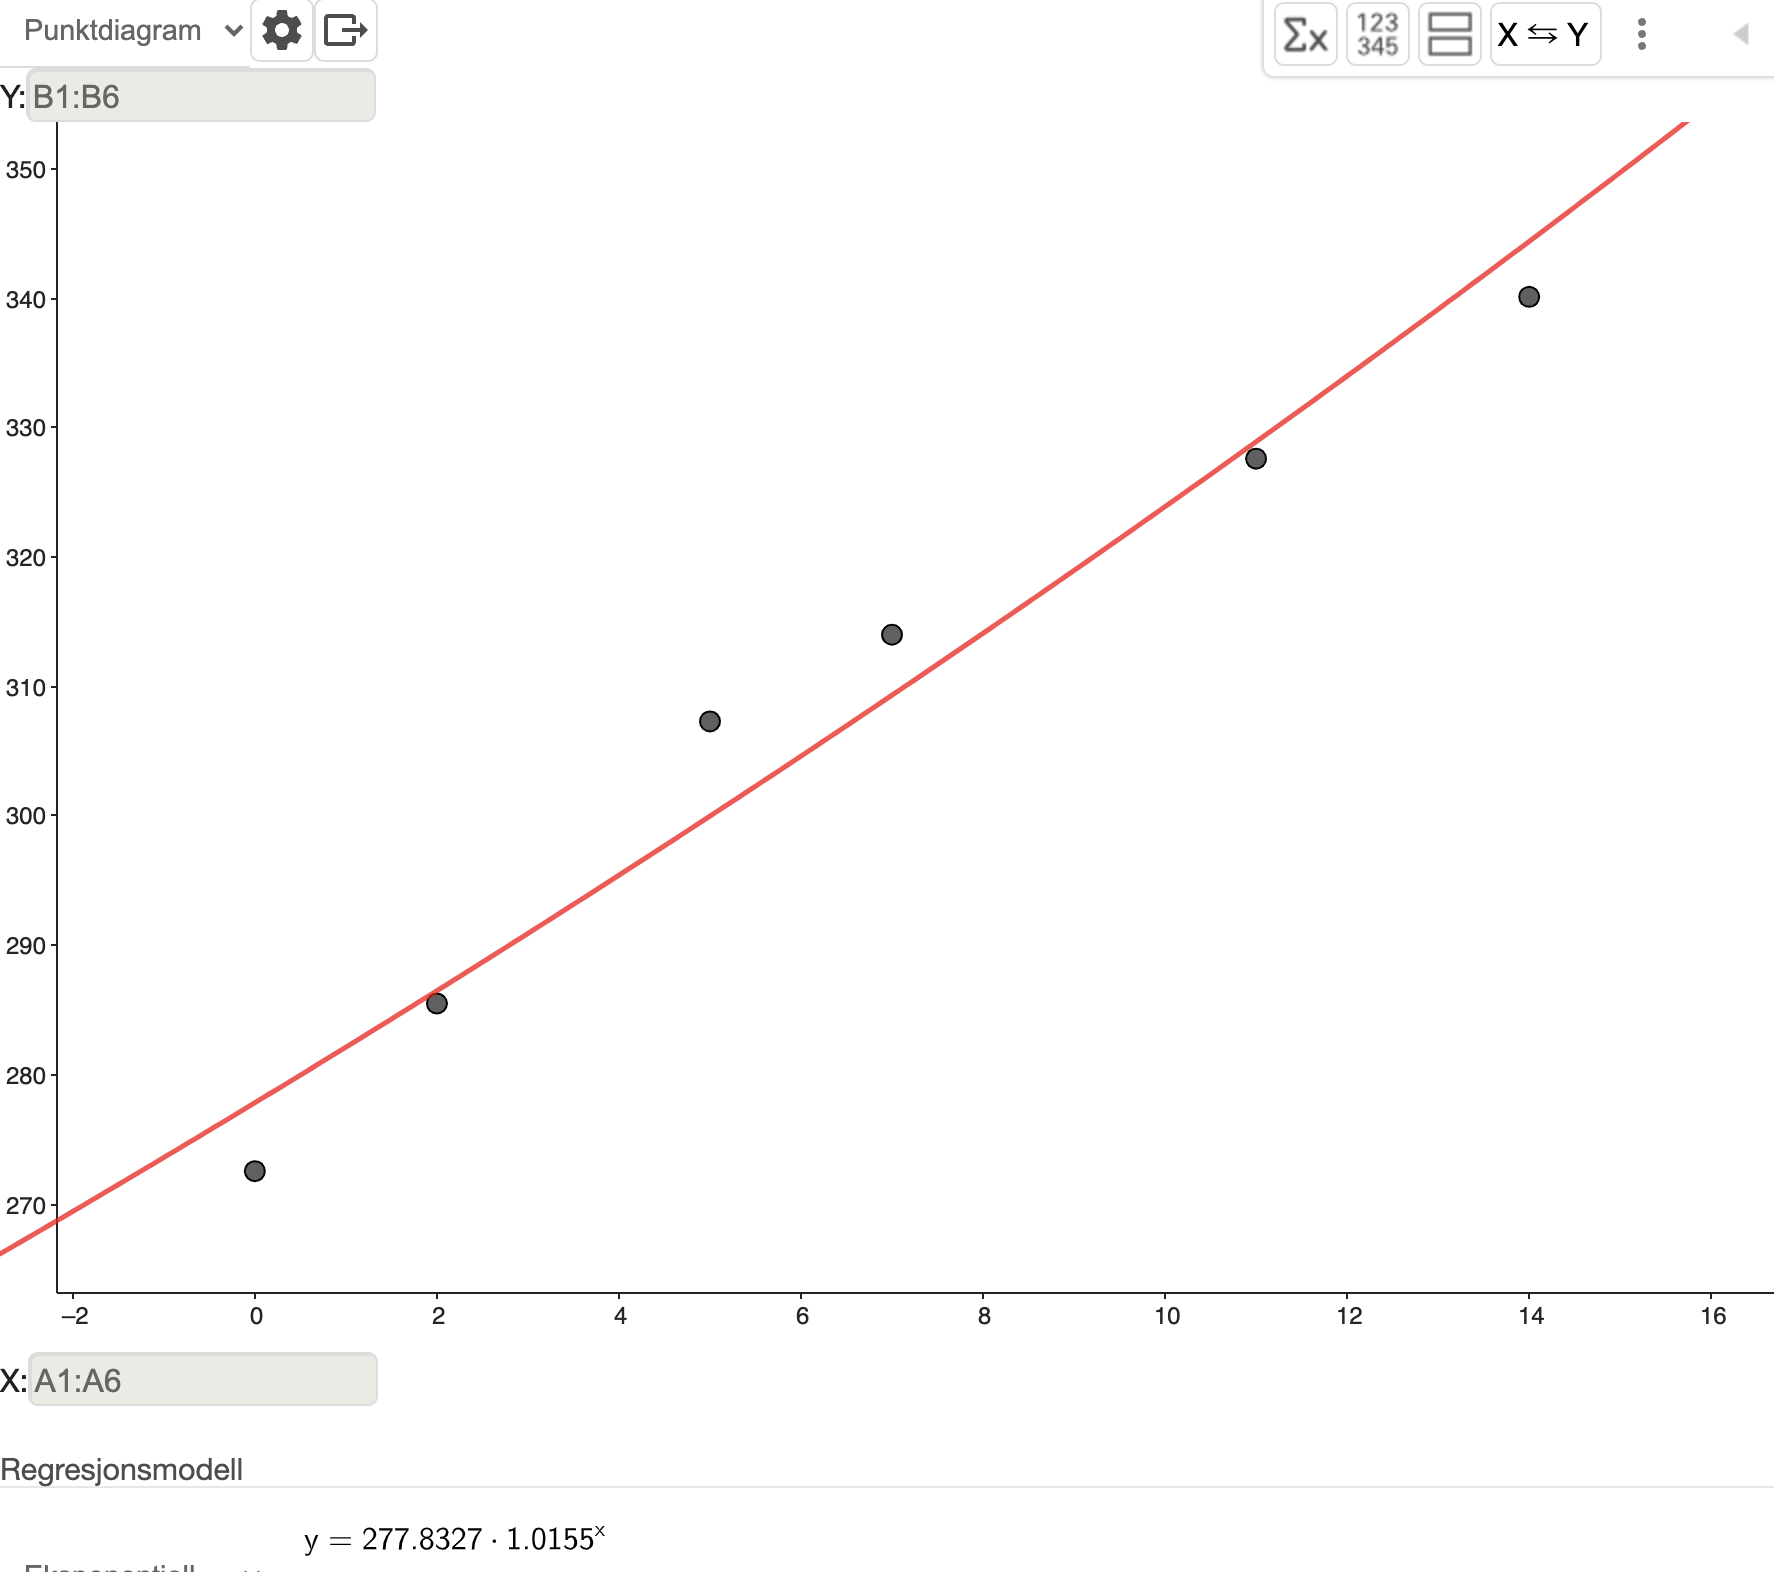 Punktdiagram
Σx 123 345 X ⇆ Y
Y: B1:B6
350
340
330
320
310
300
290
280
270
–2 0 2 4 6 8 10 12 14 16
X: A1:A6
Regresjonsmodell
y = 277.8327 · 1.0155ˣ
Eksponentiell